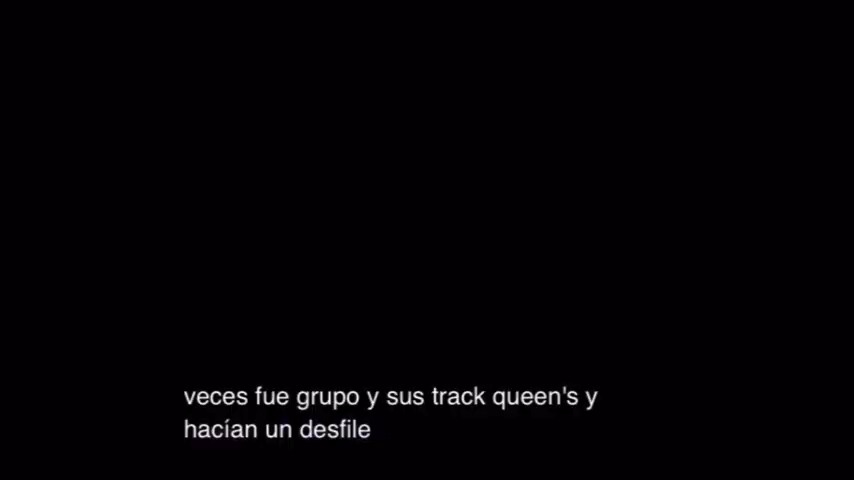 veces fue grupo y sus track queen's y
hacían un desfile